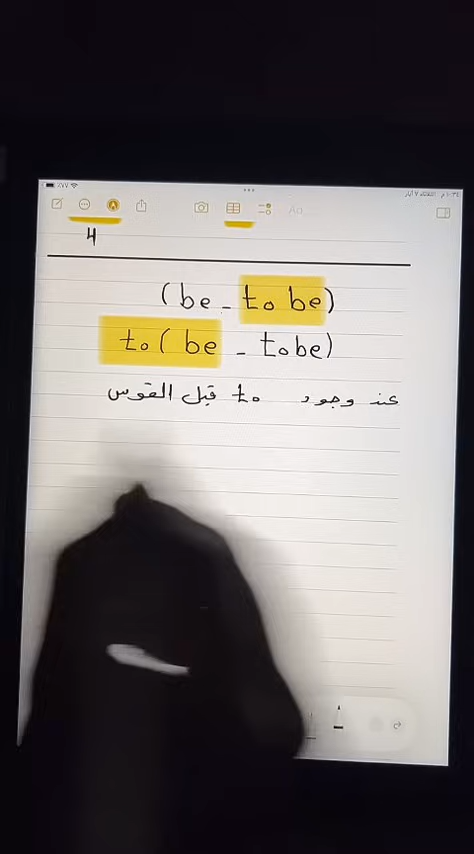 4
(be - to be)
to (be - to be)
عند وجود to قبل القوس